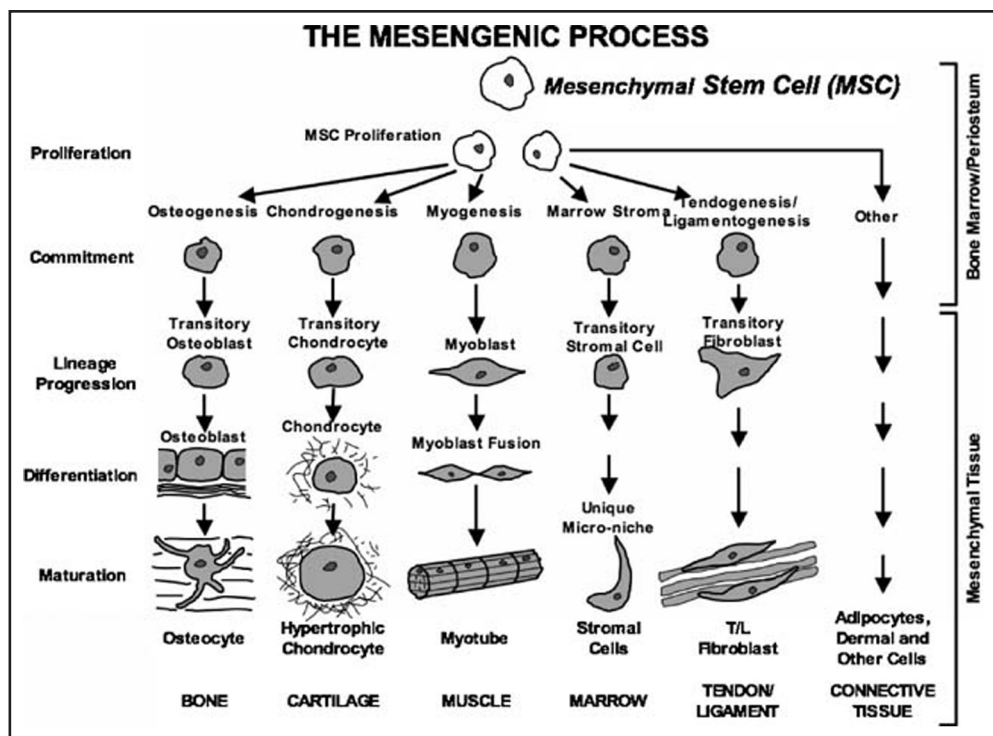 THE MESENGENIC PROCESS
Mesenchymal Stem Cell (MSC)
MSC Proliferation
Proliferation
Osteogenesis Chondrogenesis Myogenesis Marrow Stroma Tendogenesis/
Ligamentogenesis
Other
Commitment
Transitory
Osteoblast
Transitory
Chondrocyte
Myoblast
Transitory
Stromal Cell
Transitory
Fibroblast
Lineage
Progression
Osteoblast
Chondrocyte
Myoblast Fusion
Differentiation
Unique
Micro-niche
Maturation
Osteocyte
Hypertrophic
Chondrocyte
Myotube
Stromal
Cells
T/L
Fibroblast
Adipocytes,
Dermal and
Other Cells
BONE
CARTILAGE
MUSCLE
MARROW
TENDON/
LIGAMENT
CONNECTIVE
TISSUE
Bone Marrow/Periosteum
Mesenchymal Tissue